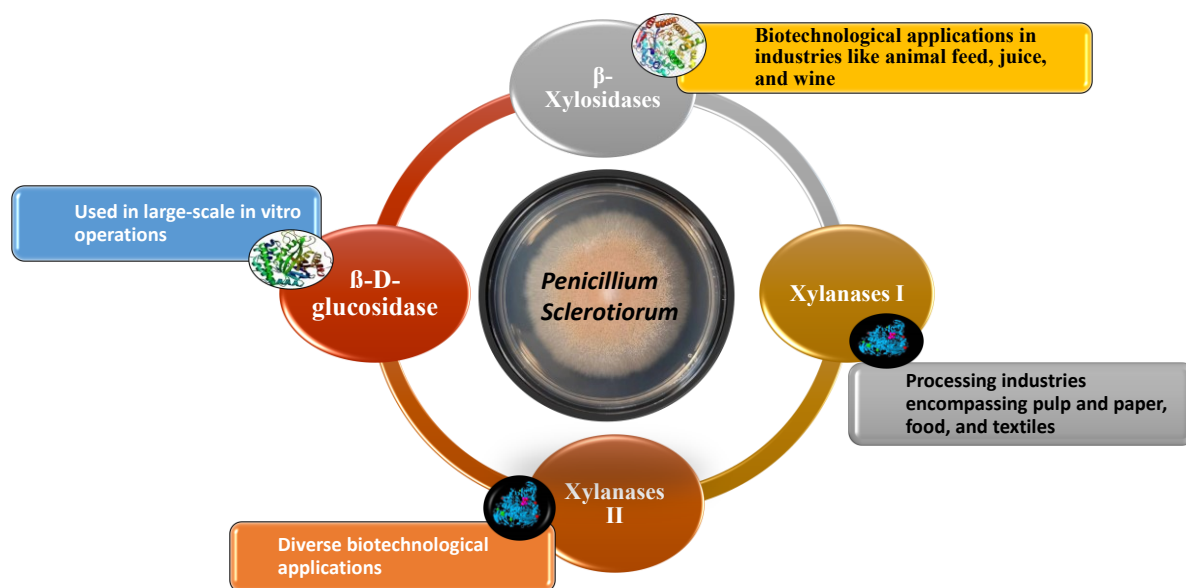 Biotechnological applications in
industries like animal feed, juice,
and wine
β-
Xylosidases
Used in large-scale in vitro
operations
ß-D-
glucosidase
Penicillium
Sclerotiorum
Xylanases I
Processing industries
encompassing pulp and paper,
food, and textiles
Xylanases
II
Diverse biotechnological
applications